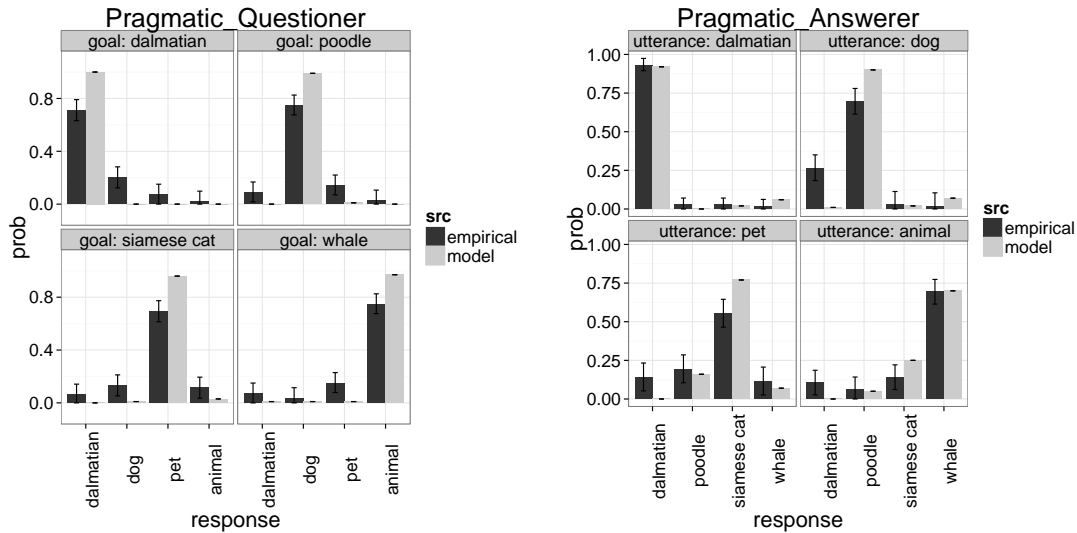 Pragmatic_Questioner
goal: dalmatian
goal: poodle
0.8
0.4
0.0
goal: siamese cat
goal: whale
0.8
0.4
0.0
prob
dalmatian
dog
pet
animal
dalmatian
dog
pet
animal
response
src
empirical
model
Pragmatic_Answerer
utterance: dalmatian
utterance: dog
1.00
0.75
0.50
0.25
0.00
utterance: pet
utterance: animal
1.00
0.75
0.50
0.25
0.00
prob
dalmatian
poodle
siamese cat
whale
dalmatian
poodle
siamese cat
whale
response
src
empirical
model